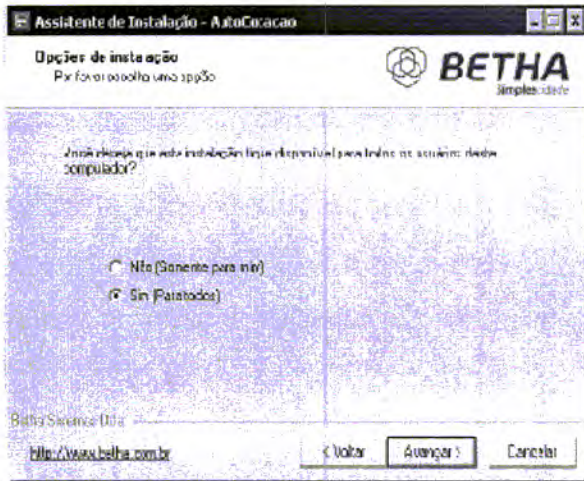 Assistente de Instalação - AutoCotacao
Opções de instalação
Por favor escolha uma opção
BETHA
Simplicidade
Você deseja que esta instalação fique disponível para todos os usuários deste
computador?
Não (Somente para mim)
Sim (Para todos)
Betha Sistemas Ltda
http://www.betha.com.br
< Voltar
Avançar >
Cancelar